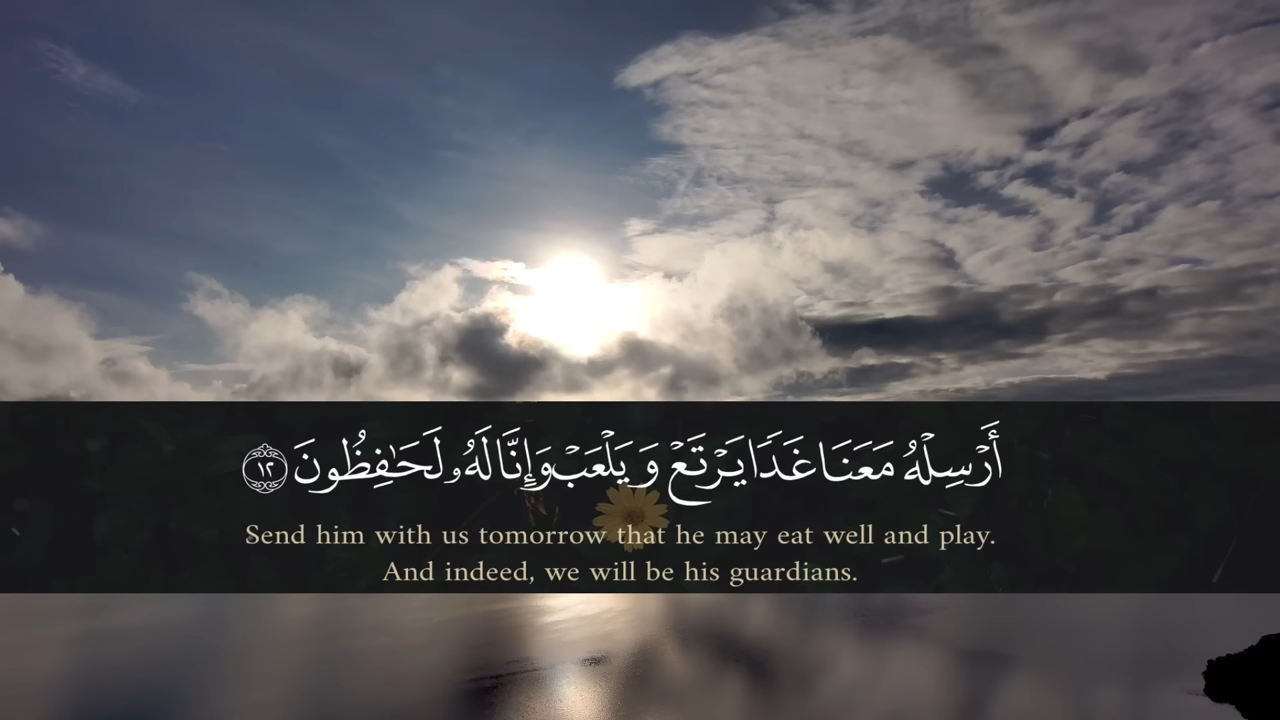 أَرْسِلْهُ مَعَنَا غَدًا يَرْتَعْ وَ يَلْعَبْ وَإِنَّا لَهُۥ لَحَـٰفِظُونَ ١٢
Send him with us tomorrow that he may eat well and play.
And indeed, we will be his guardians.